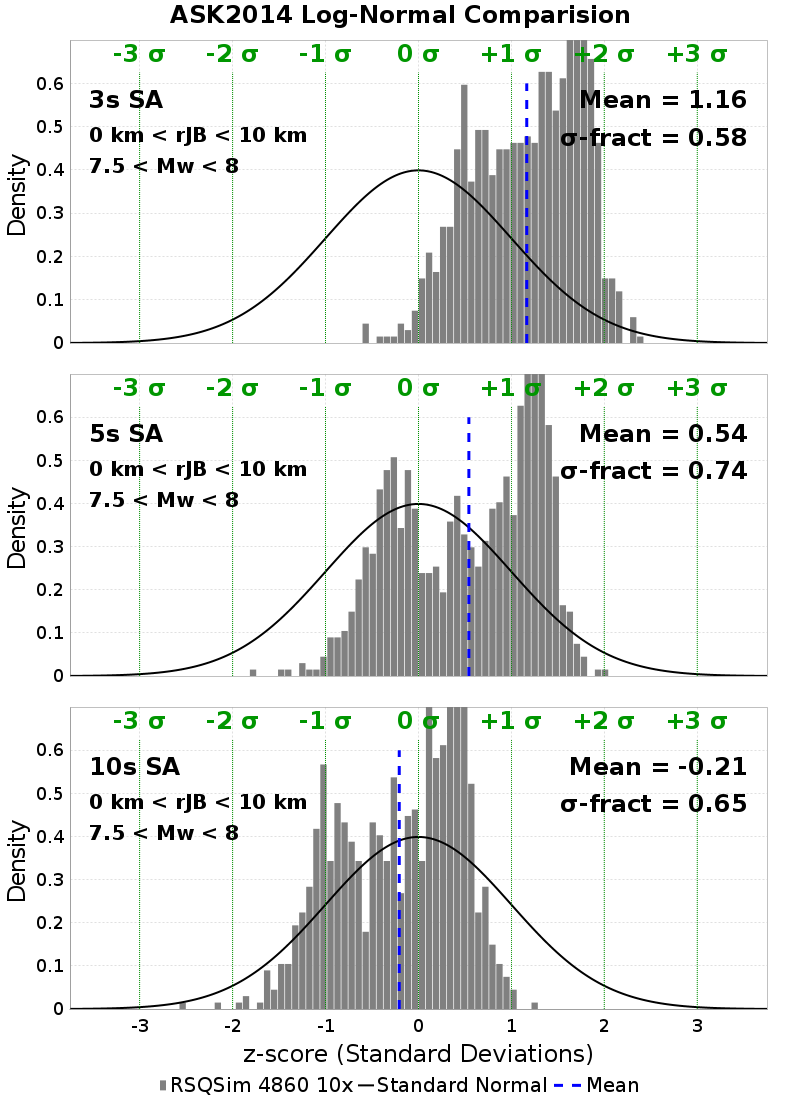 ASK2014 Log-Normal Comparision
-3 σ -2 σ -1 σ 0 σ +1 σ +2 σ +3 σ
3s SA
0 km < rJB < 10 km
7.5 < Mw < 8
Mean = 1.16
σ-fract = 0.58
Density
0.6
0.5
0.4
0.3
0.2
0.1
0
-3 σ -2 σ -1 σ 0 σ +1 σ +2 σ +3 σ
5s SA
0 km < rJB < 10 km
7.5 < Mw < 8
Mean = 0.54
σ-fract = 0.74
Density
0.6
0.5
0.4
0.3
0.2
0.1
0
-3 σ -2 σ -1 σ 0 σ +1 σ +2 σ +3 σ
10s SA
0 km < rJB < 10 km
7.5 < Mw < 8
Mean = -0.21
σ-fract = 0.65
Density
0.6
0.5
0.4
0.3
0.2
0.1
0
-3 -2 -1 0 1 2 3
z-score (Standard Deviations)
RSQSim 4860 10x Standard Normal Mean